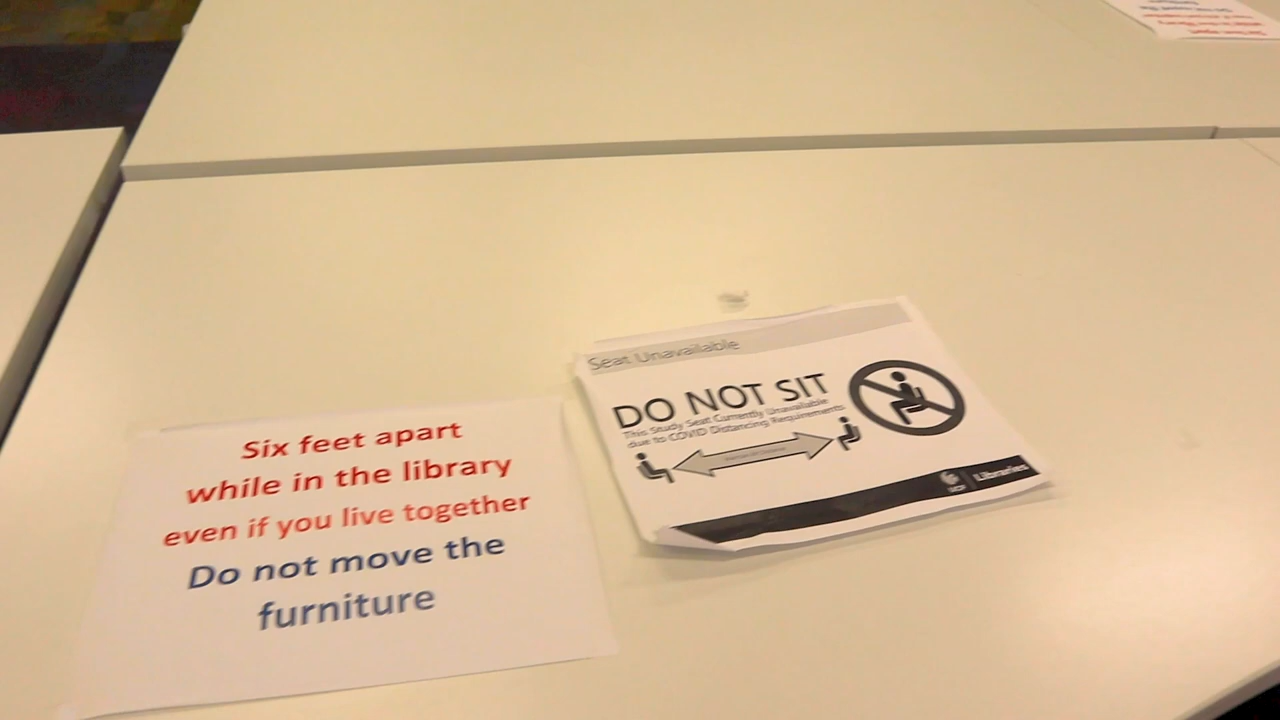 Six feet apart
while in the library
even if you live together
Do not move the
furniture
Seat Unavailable
DO NOT SIT
This Study Seat Currently Unavailable
due to COVID Distancing Requirements
UCF Libraries